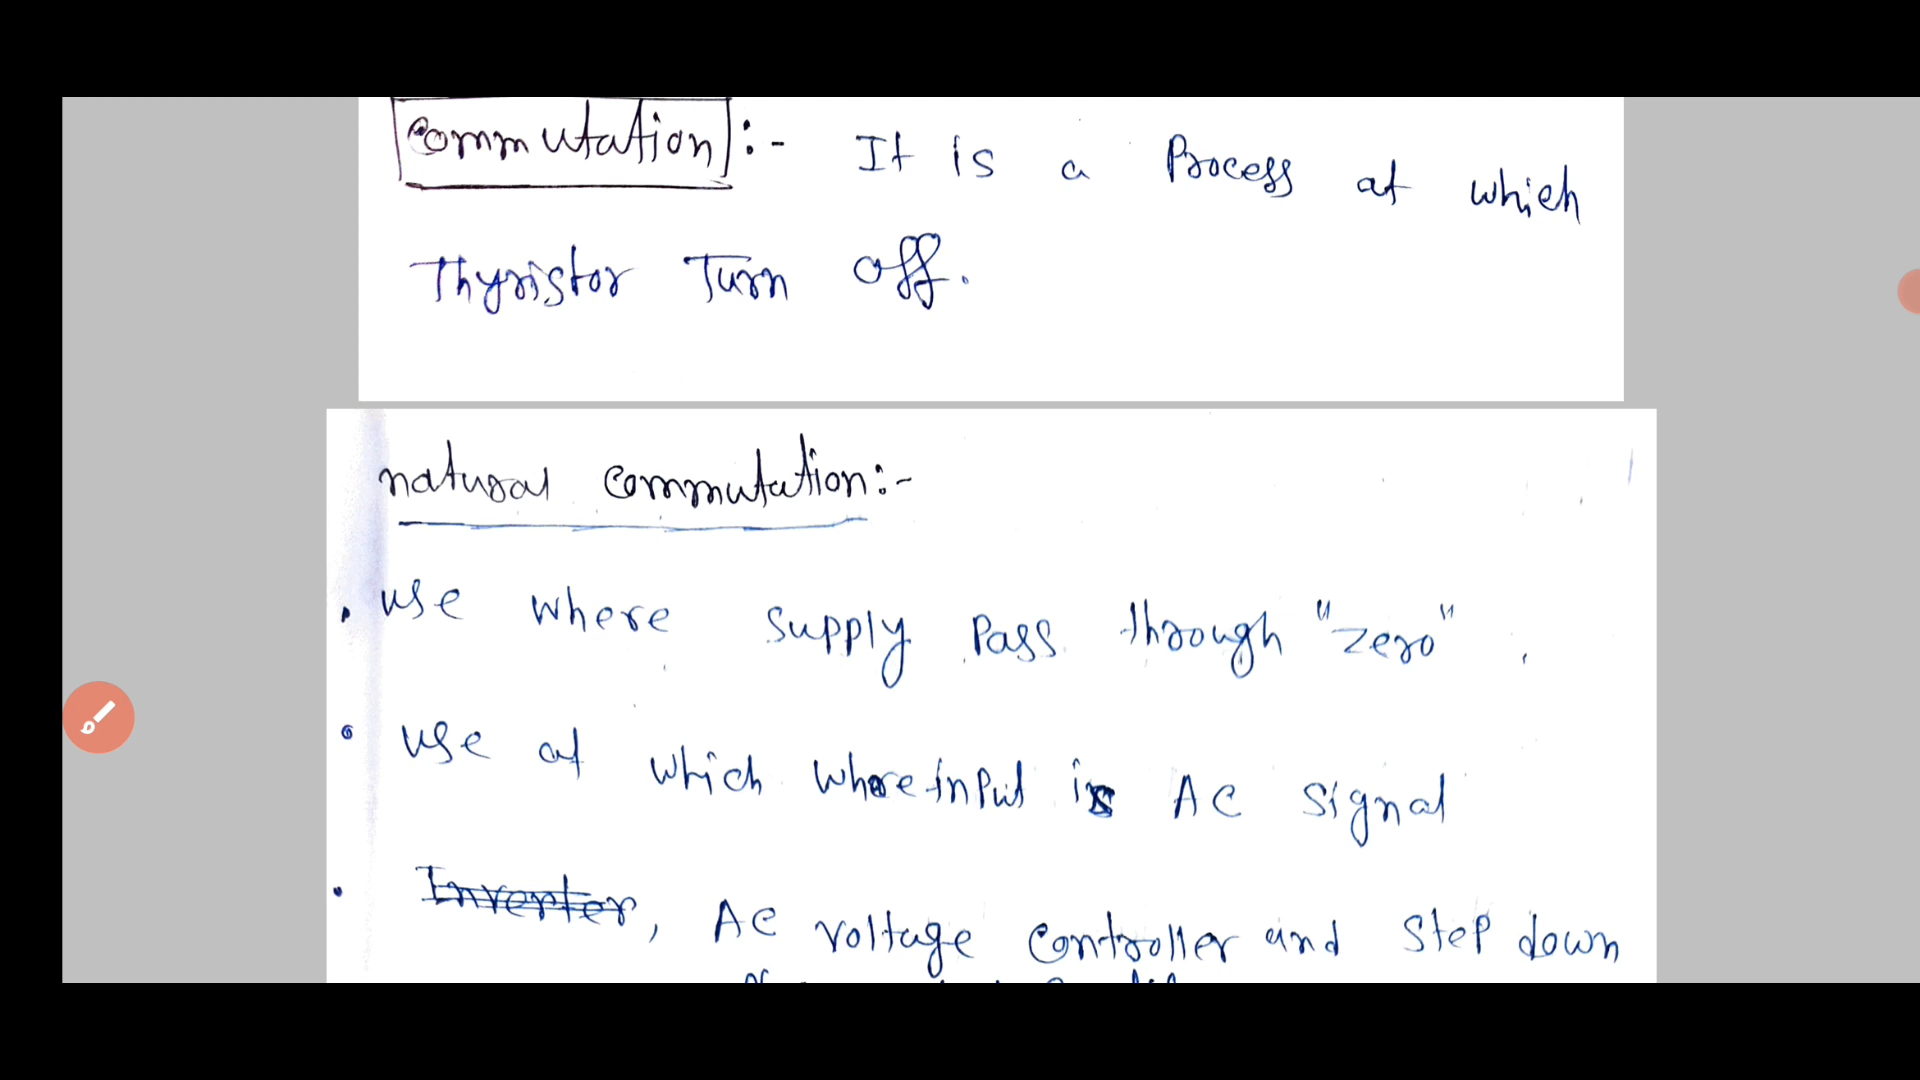 Commutation :- It is a Process at which
Thyristor Turn off.
natural commutation:-
• use where supply Pass through "zero" .
• use at which where input is AC signal
• Inverter, AC voltage controller and step down